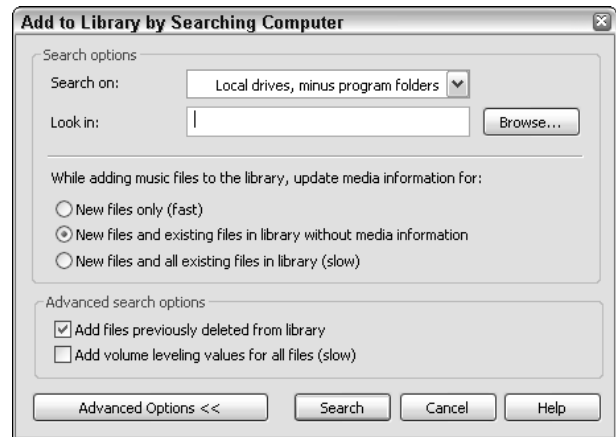 Add to Library by Searching Computer
Search options
Search on: Local drives, minus program folders
Look in: Browse...
While adding music files to the library, update media information for:
New files only (fast)
New files and existing files in library without media information
New files and all existing files in library (slow)
Advanced search options
Add files previously deleted from library
Add volume leveling values for all files (slow)
Advanced Options << Search Cancel Help